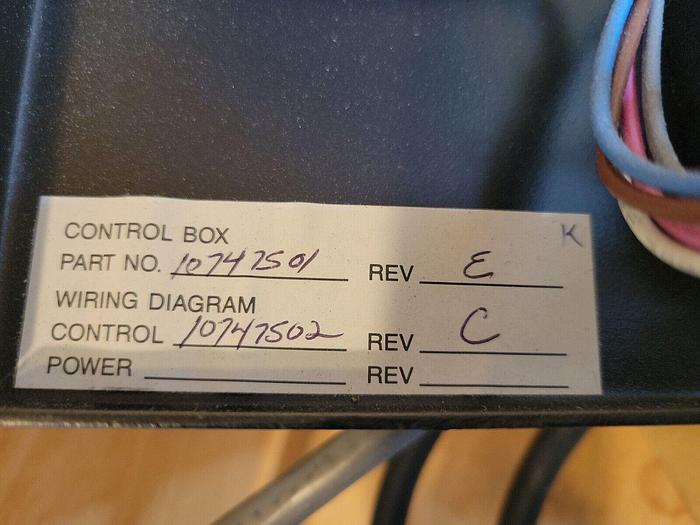 K
CONTROL BOX
PART NO. 10747501 REV E
WIRING DIAGRAM
CONTROL 10747502 REV C
POWER REV